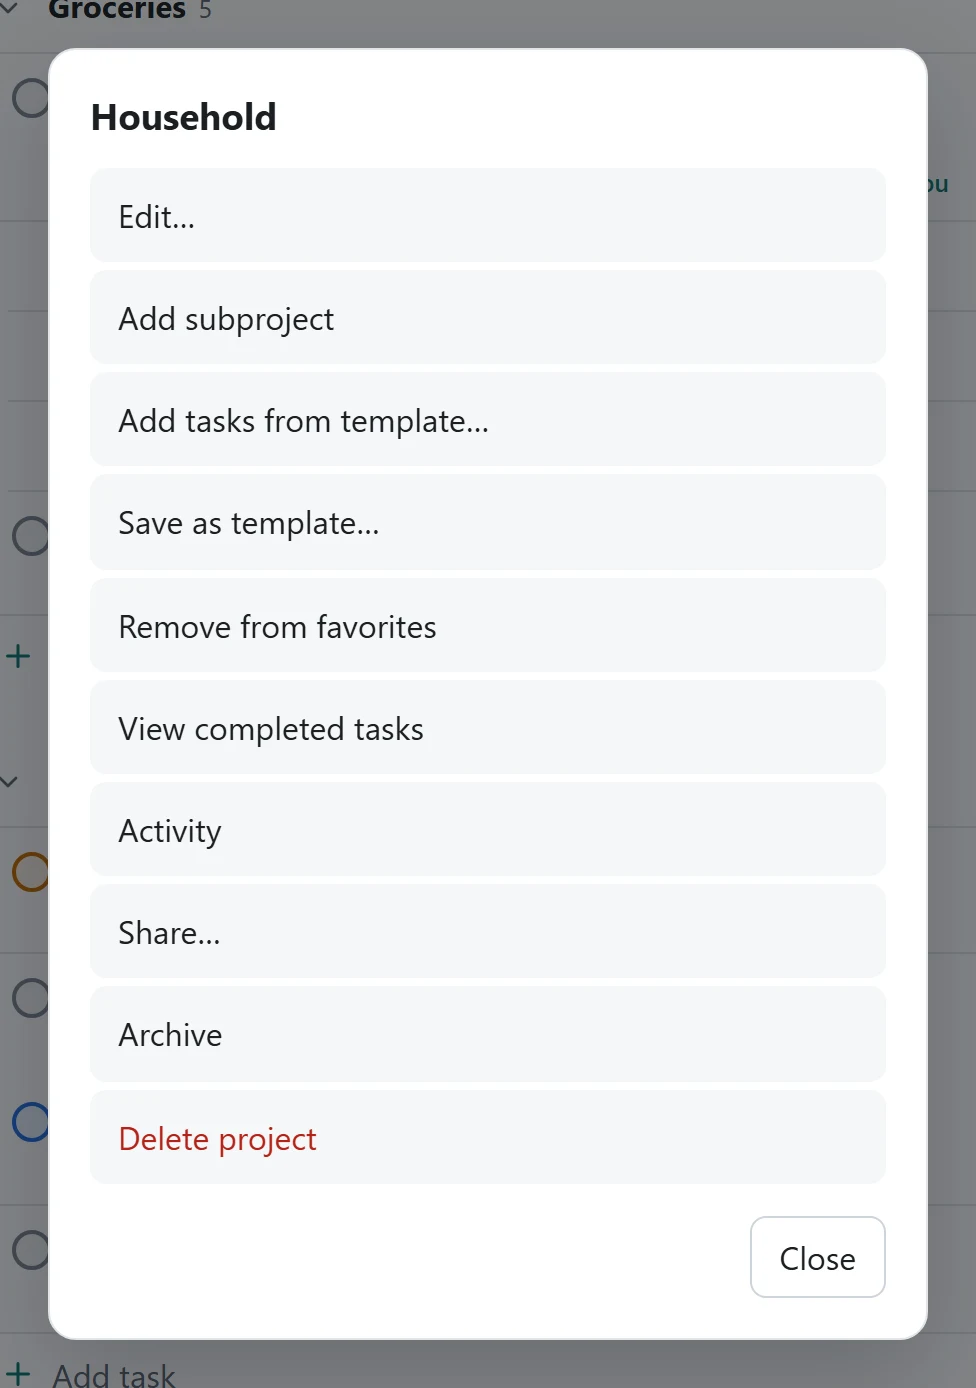 Groceries 5
Household
ou
Edit...
Add subproject
Add tasks from template...
Save as template...
Remove from favorites
View completed tasks
Activity
Share...
Archive
Delete project
Close
Add task